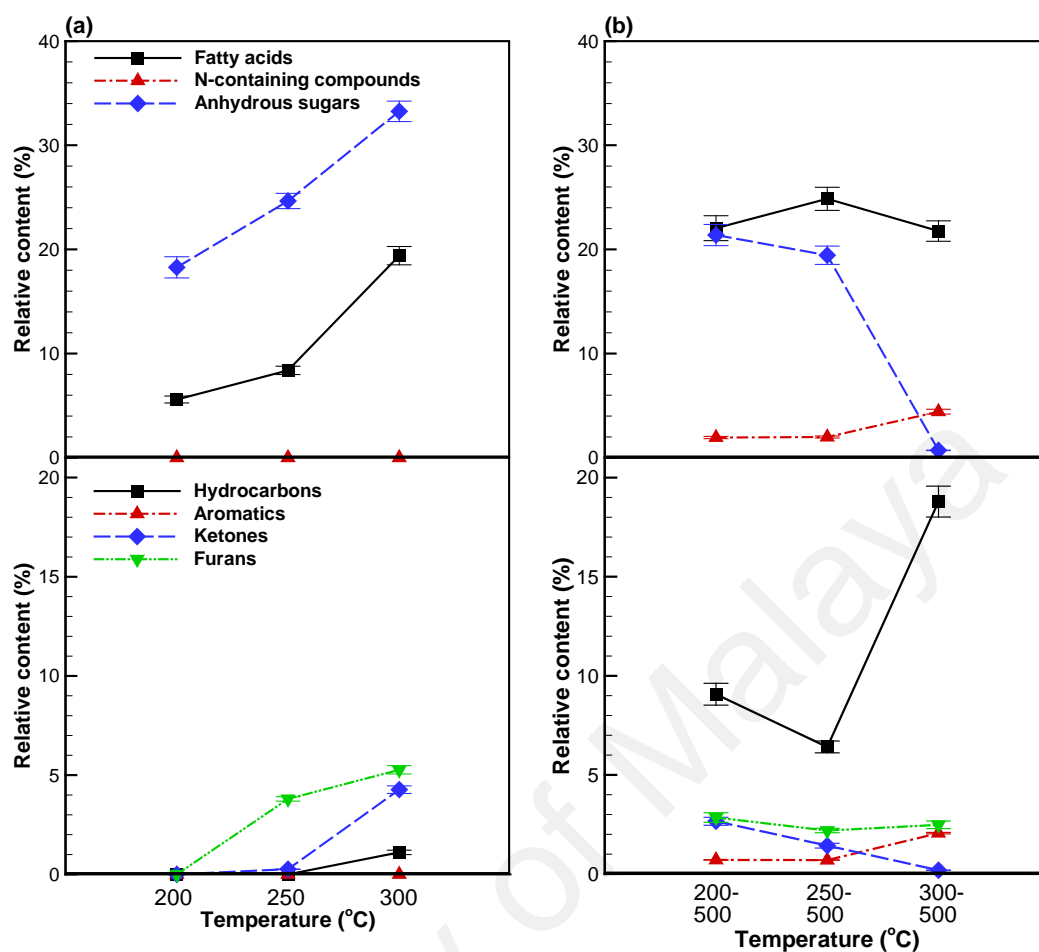 (a)
40
30
20
10
0
Relative content (%)
Fatty acids
N-containing compounds
Anhydrous sugars
(b)
40
30
20
10
0
Relative content (%)
20
15
10
5
0
Relative content (%)
Hydrocarbons
Aromatics
Ketones
Furans
200 250 300
Temperature (°C)
20
15
10
5
0
Relative content (%)
200- 250- 300-
500 500 500
Temperature (°C)
of Malaya